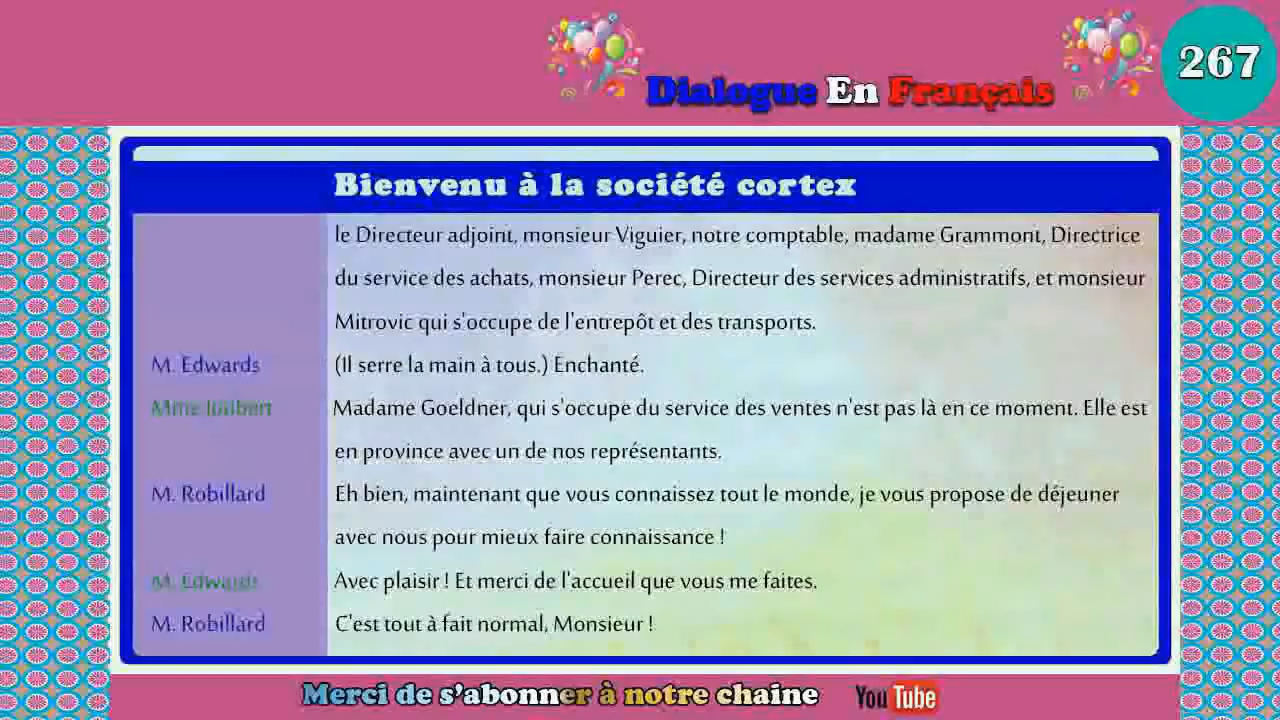 267
Dialogue En Français
Bienvenu à la société cortex
le Directeur adjoint, monsieur Viguier, notre comptable, madame Grammont, Directrice
du service des achats, monsieur Perec, Directeur des services administratifs, et monsieur
Mitrovic qui s'occupe de l'entrepôt et des transports.
M. Edwards (Il serre la main à tous.) Enchanté.
Mme Joubert Madame Goeldner, qui s'occupe du service des ventes n'est pas là en ce moment. Elle est
en province avec un de nos représentants.
M. Robillard Eh bien, maintenant que vous connaissez tout le monde, je vous propose de déjeuner
avec nous pour mieux faire connaissance !
M. Edwards Avec plaisir ! Et merci de l'accueil que vous me faites.
M. Robillard C'est tout à fait normal, Monsieur !
Merci de s'abonner à notre chaine YouTube